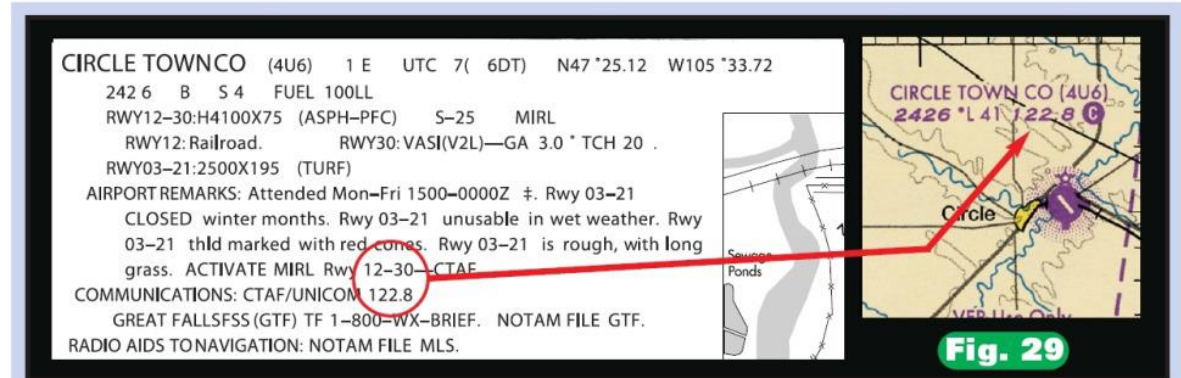 CIRCLE TOWNCO (4U6) 1 E UTC 7( 6DT) N47 °25.12 W105 °33.72
242 6 B S 4 FUEL 100LL
RWY12–30:H4100X75 (ASPH–PFC) S–25 MIRL
RWY12: Railroad. RWY30: VASI(V2L)—GA 3.0 ° TCH 20 .
RWY03–21:2500X195 (TURF)
AIRPORT REMARKS: Attended Mon–Fri 1500–0000Z ‡. Rwy 03–21
CLOSED winter months. Rwy 03–21 unusable in wet weather. Rwy
03–21 thld marked with red cones. Rwy 03–21 is rough, with long
grass. ACTIVATE MIRL Rwy 12–30—CTAF
COMMUNICATIONS: CTAF/UNICOM 122.8
GREAT FALLSFSS (GTF) TF 1–800–WX–BRIEF. NOTAM FILE GTF.
RADIO AIDS TO NAVIGATION: NOTAM FILE MLS.
Sewage
Ponds
CIRCLE TOWN CO (4U6)
2426 *L 41 122.8 C
Circle
VFR Use Only
Fig. 29